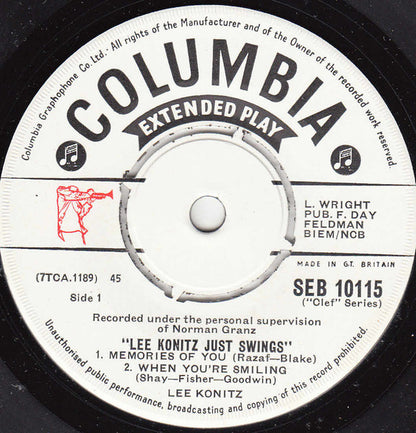 Columbia Graphophone Co. Ltd. · All rights of the Manufacturer and of the Owner of the recorded work reserved.
COLUMBIA
EXTENDED PLAY
L. WRIGHT
PUB. F. DAY
FELDMAN
BIEM/NCB
MADE IN GT. BRITAIN
(7TCA.1189) 45
SEB 10115
("Clef" Series)
Side 1
Recorded under the personal supervision
of Norman Granz
"LEE KONITZ JUST SWINGS"
1. MEMORIES OF YOU (Razaf—Blake)
2. WHEN YOU'RE SMILING
(Shay—Fisher—Goodwin)
LEE KONITZ
Unauthorised public performance, broadcasting and copying of this record prohibited.